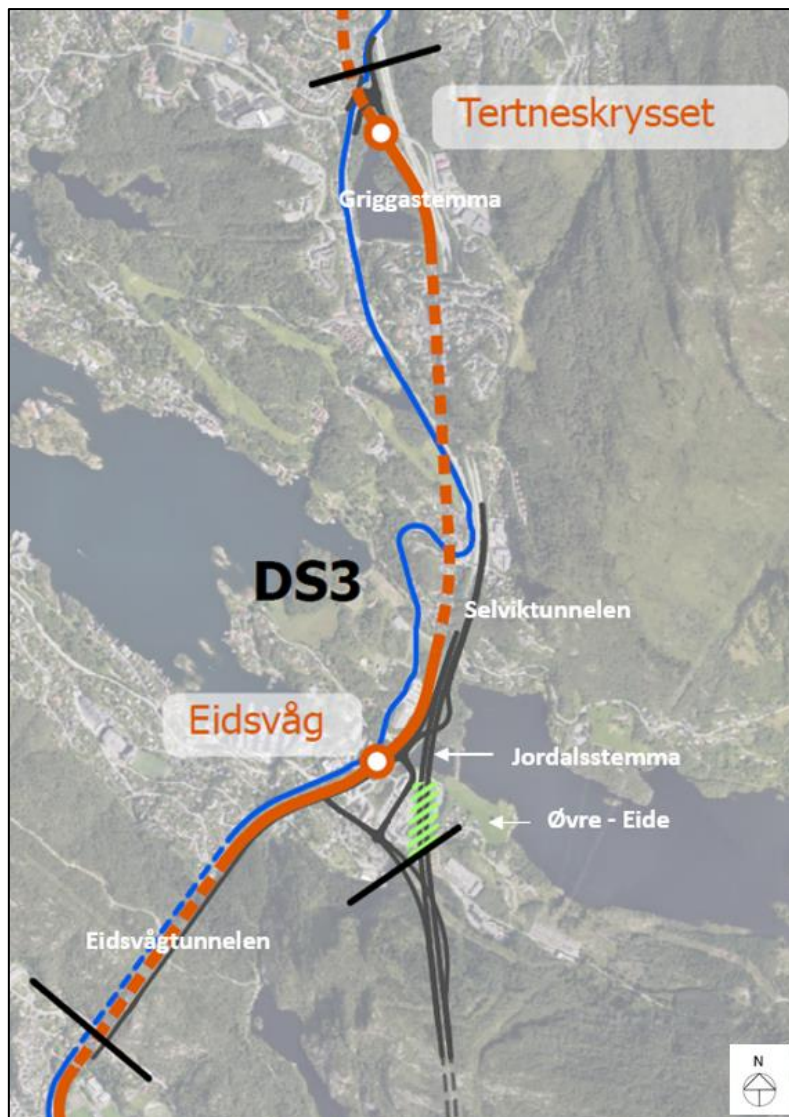 Tertneskrysset
Griggastemma
DS3
Selviktunnelen
Eidsvåg
Jordalsstemma
Øvre - Eide
Eidsvågtunnelen
N